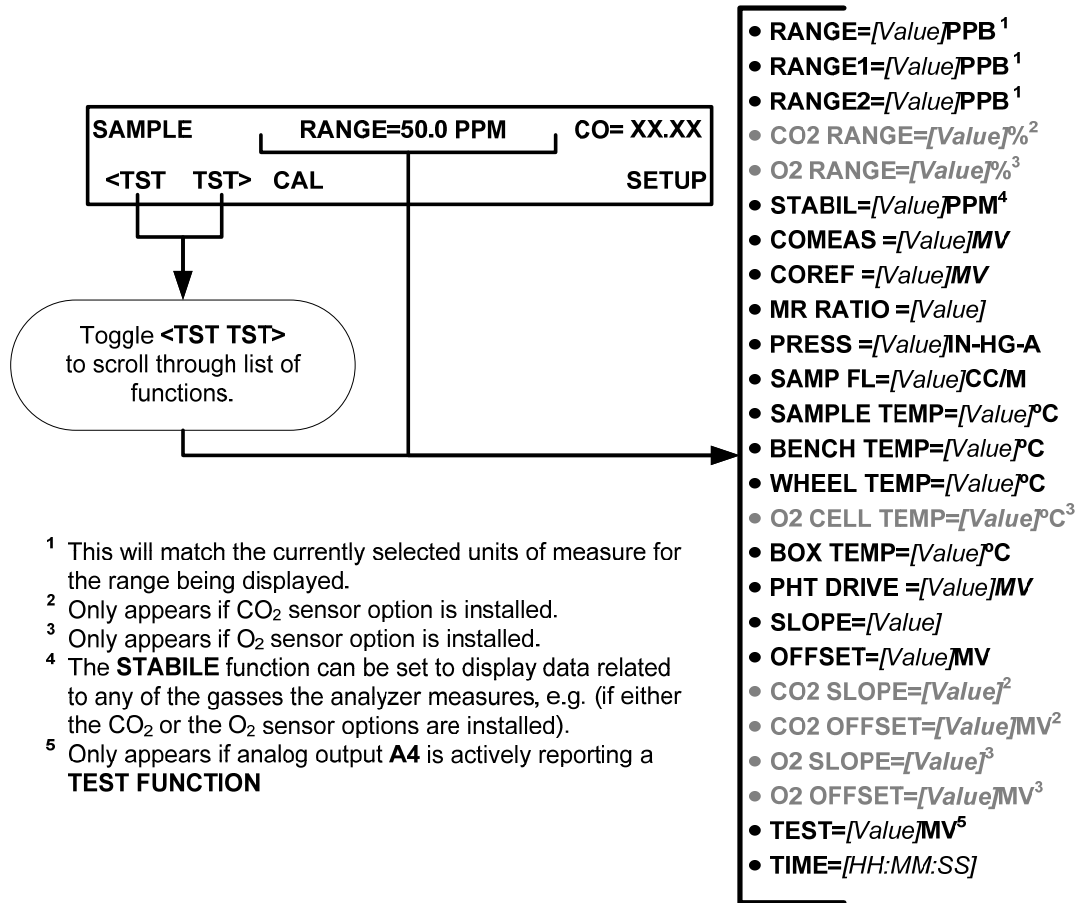 SAMPLE RANGE=50.0 PPM CO= XX.XX
<TST TST> CAL SETUP
Toggle <TST TST>
to scroll through list of
functions.
• RANGE=[Value]PPB¹
• RANGE1=[Value]PPB¹
• RANGE2=[Value]PPB¹
• CO2 RANGE=[Value]%²
• O2 RANGE=[Value]%³
• STABIL=[Value]PPM⁴
• COMEAS =[Value]MV
• COREF =[Value]MV
• MR RATIO =[Value]
• PRESS =[Value]IN-HG-A
• SAMP FL=[Value]CC/M
• SAMPLE TEMP=[Value]ºC
• BENCH TEMP=[Value]ºC
• WHEEL TEMP=[Value]ºC
• O2 CELL TEMP=[Value]ºC³
• BOX TEMP=[Value]ºC
• PHT DRIVE =[Value]MV
• SLOPE=[Value]
• OFFSET=[Value]MV
• CO2 SLOPE=[Value]²
• CO2 OFFSET=[Value]MV²
• O2 SLOPE=[Value]³
• O2 OFFSET=[Value]MV³
• TEST=[Value]MV⁵
• TIME=[HH:MM:SS]
¹ This will match the currently selected units of measure for
the range being displayed.
² Only appears if CO₂ sensor option is installed.
³ Only appears if O₂ sensor option is installed.
⁴ The STABILE function can be set to display data related
to any of the gasses the analyzer measures, e.g. (if either
the CO₂ or the O₂ sensor options are installed).
⁵ Only appears if analog output A4 is actively reporting a
TEST FUNCTION